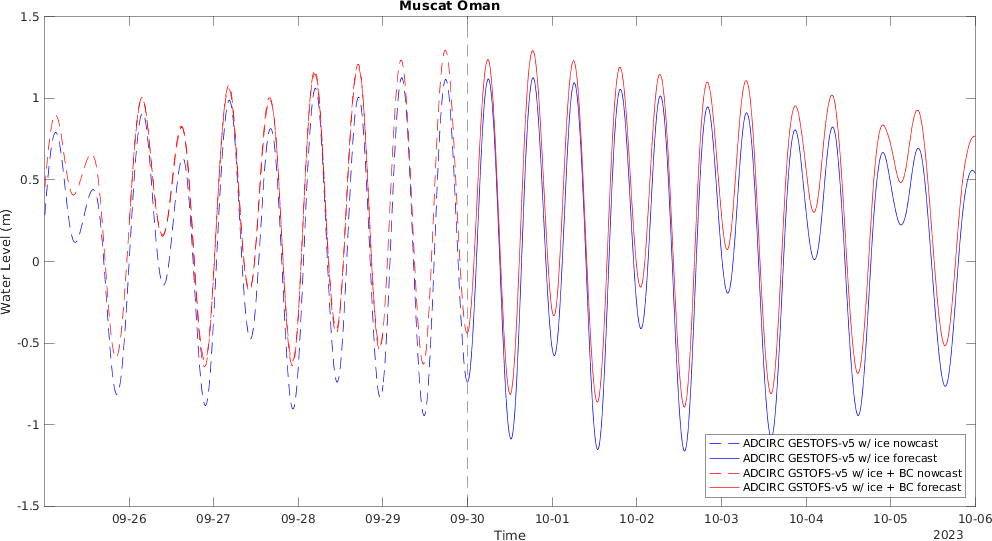 Muscat Oman
1.5
1
0.5
0
-0.5
-1
-1.5
Water Level (m)
ADCIRC GESTOFS-v5 w/ ice nowcast
ADCIRC GESTOFS-v5 w/ ice forecast
ADCIRC GSTOFS-v5 w/ ice + BC nowcast
ADCIRC GSTOFS-v5 w/ ice + BC forecast
09-26 09-27 09-28 09-29 09-30 10-01 10-02 10-03 10-04 10-05 10-06
Time
2023